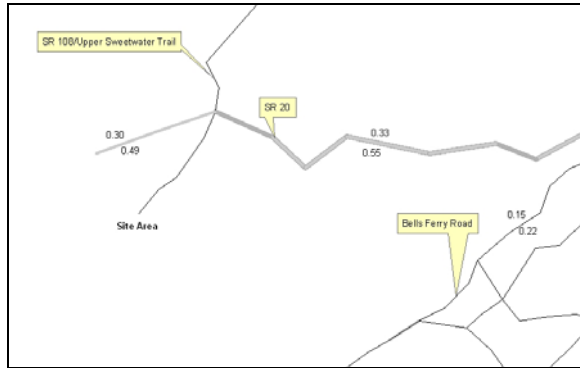 SR 108/Upper Sweetwater Trail
SR 20
0.30
0.49
0.33
0.55
Site Area
Bells Ferry Road
0.15
0.22